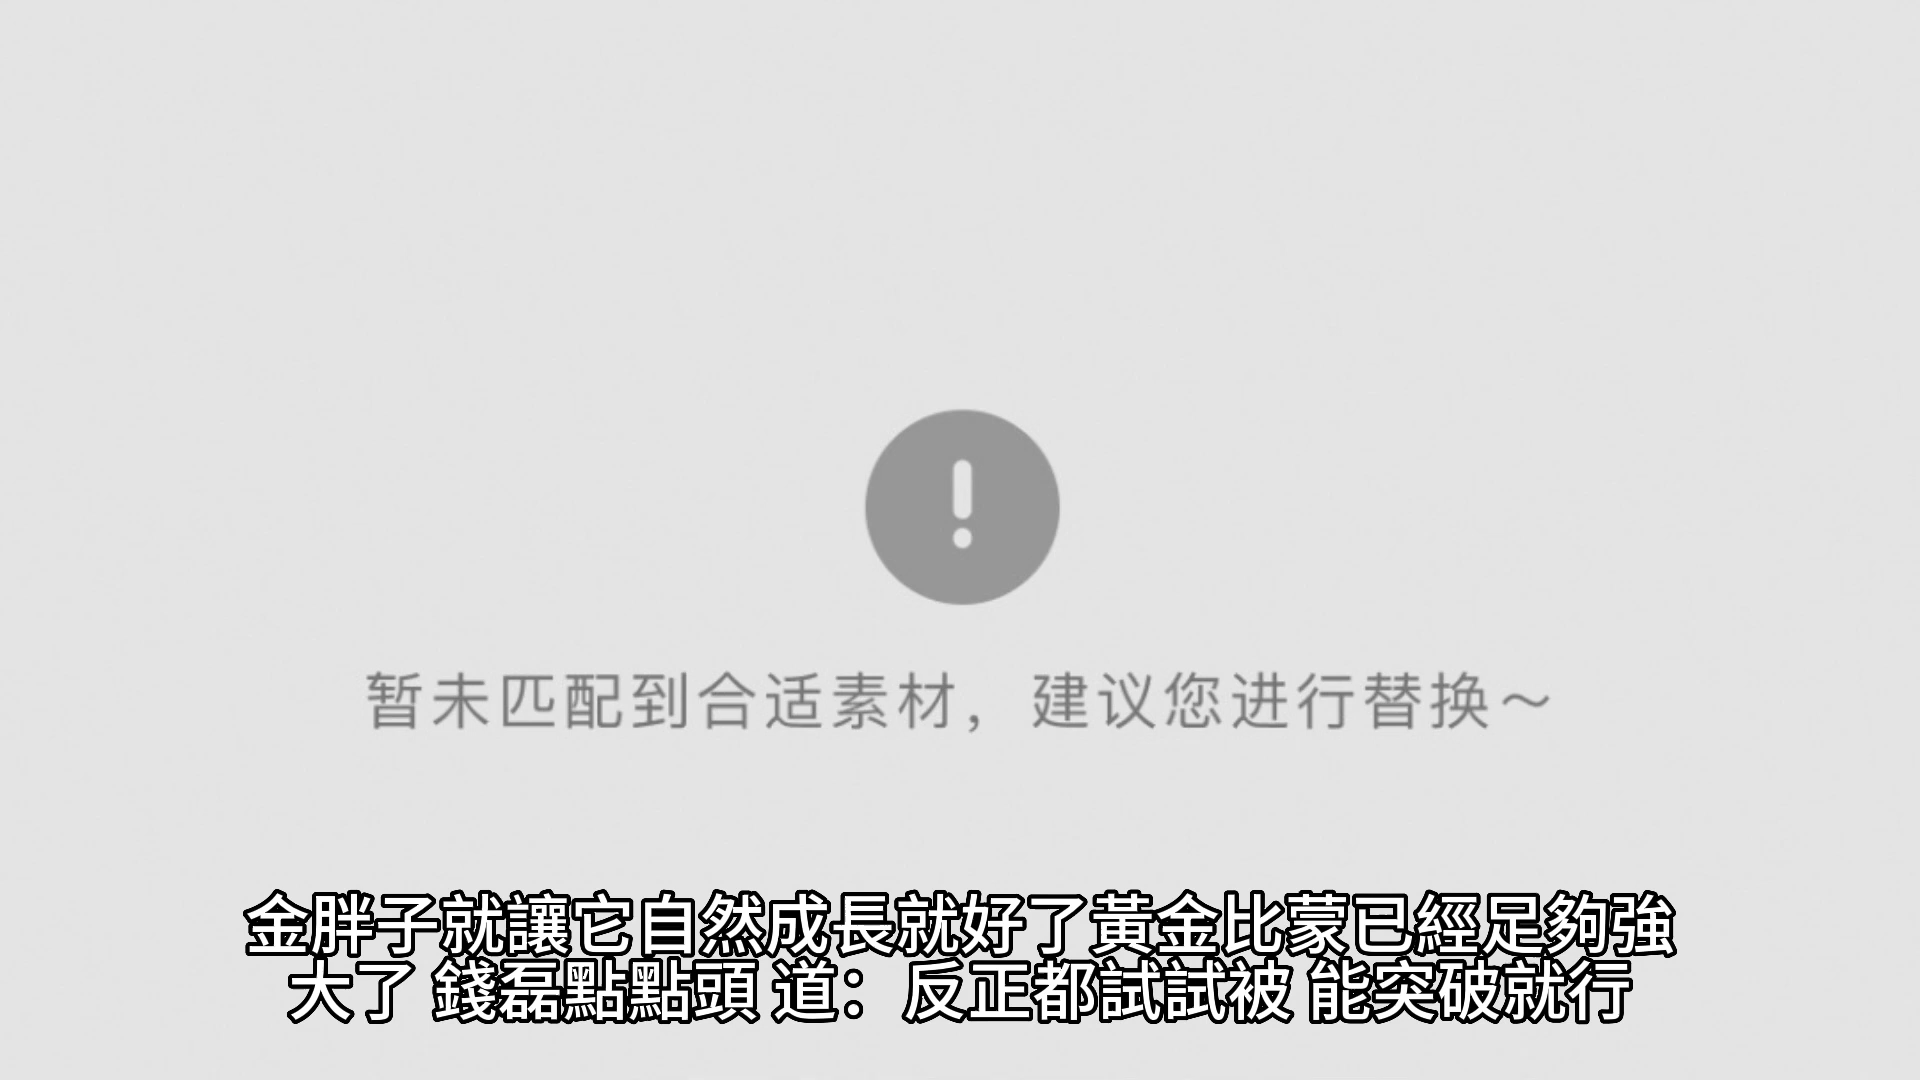 暂未匹配到合适素材，建议您进行替换～
金胖子就讓它自然成長就好了黃金比蒙已經足夠強
大了 錢磊點點頭 道：反正都試試被 能突破就行